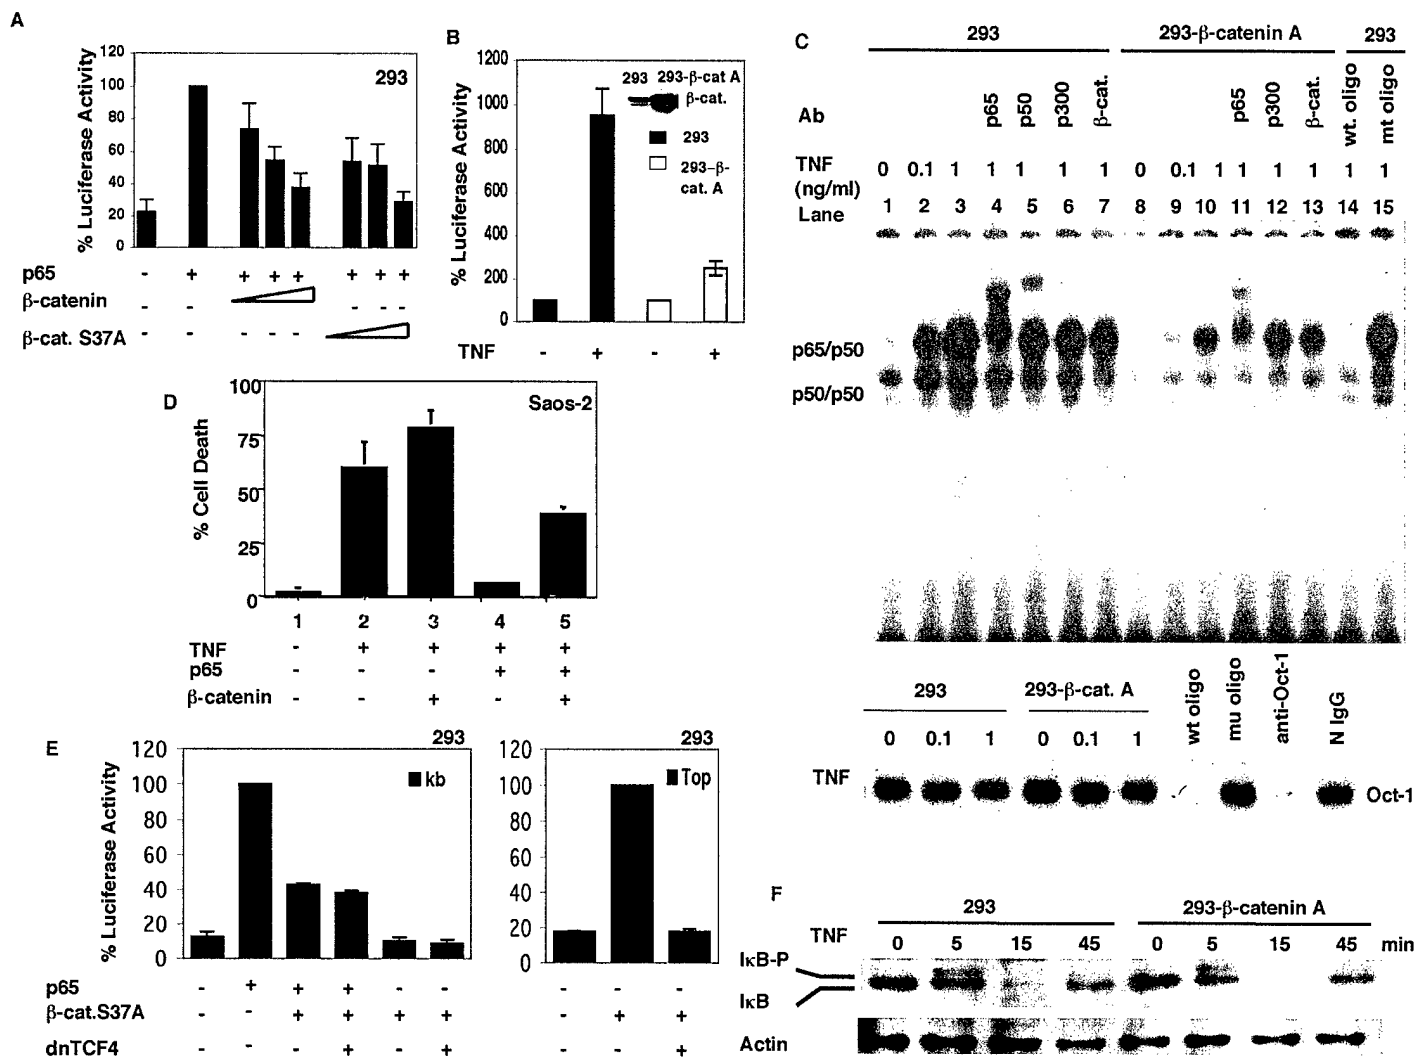 A
120
100
80
60
40
20
0
% Luciferase Activity
293
p65 - + + + + + + +
β-catenin - - - - -
β-cat. S37A - - - - -
B
1200
1000
800
600
400
200
0
% Luciferase Activity
293 293-β-cat A
β-cat.
293
293-β-cat. A
TNF - + - +
C
293 293-β-catenin A 293
Ab p65 p50 p300 β-cat. p65 p300 β-cat. wt. oligo mt oligo
TNF 0 0.1 1 1 1 1 1 0 0.1 1 1 1 1 1 1
(ng/ml)
Lane 1 2 3 4 5 6 7 8 9 10 11 12 13 14 15
p65/p50
p50/p50
293 293-β-cat. A wt oligo mu oligo anti-Oct-1 N IgG
0 0.1 1 0 0.1 1
TNF
Oct-1
D
100
75
50
25
0
% Cell Death
Saos-2
1 2 3 4 5
TNF - + + + +
p65 - - - + +
β-catenin - - + - +
E
293
120
100
80
60
40
20
0
% Luciferase Activity
kb
p65 - + + + - -
β-cat.S37A - - + + + +
dnTCF4 - - - + - +
293
120
100
80
60
40
20
0
Top
- - -
- + +
- - +
F
293 293-β-catenin A
TNF 0 5 15 45 0 5 15 45 min
IκB-P
IκB
Actin